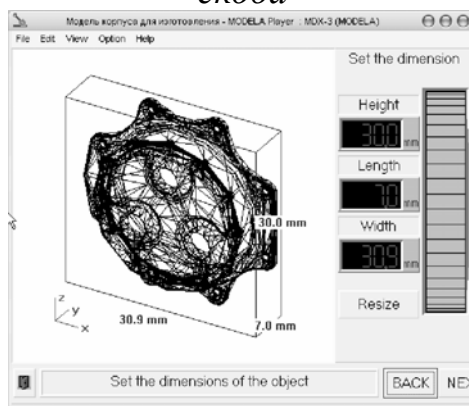 Модель корпуса для изготовления - MODELA Player : MDX-3 (MODELA)
File Edit View Option Help
Set the dimension
Height
30.0 mm
Length
7.0 mm
Width
30.9 mm
Resize
30.0 mm
30.9 mm
7.0 mm
z
y
x
Set the dimensions of the object
BACK